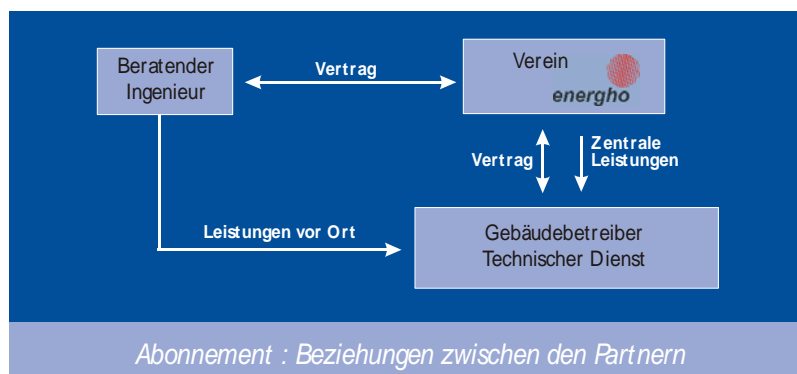 Beratender
Ingenieur
Vertrag
Verein
energho
Vertrag
Zentrale
Leistungen
Leistungen vor Ort
Gebäudebetreiber
Technischer Dienst
Abonnement : Beziehungen zwischen den Partnern